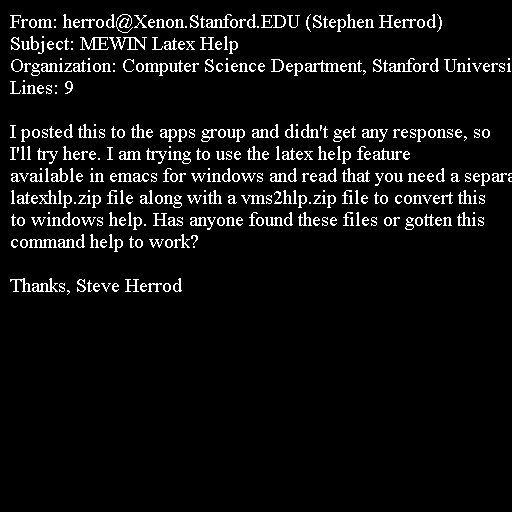 From: herrod@Xenon.Stanford.EDU (Stephen Herrod)
Subject: MEWIN Latex Help
Organization: Computer Science Department, Stanford Universi
Lines: 9
I posted this to the apps group and didn't get any response, so
I'll try here. I am trying to use the latex help feature
available in emacs for windows and read that you need a separa
latexhlp.zip file along with a vms2hlp.zip file to convert this
to windows help. Has anyone found these files or gotten this
command help to work?
Thanks, Steve Herrod